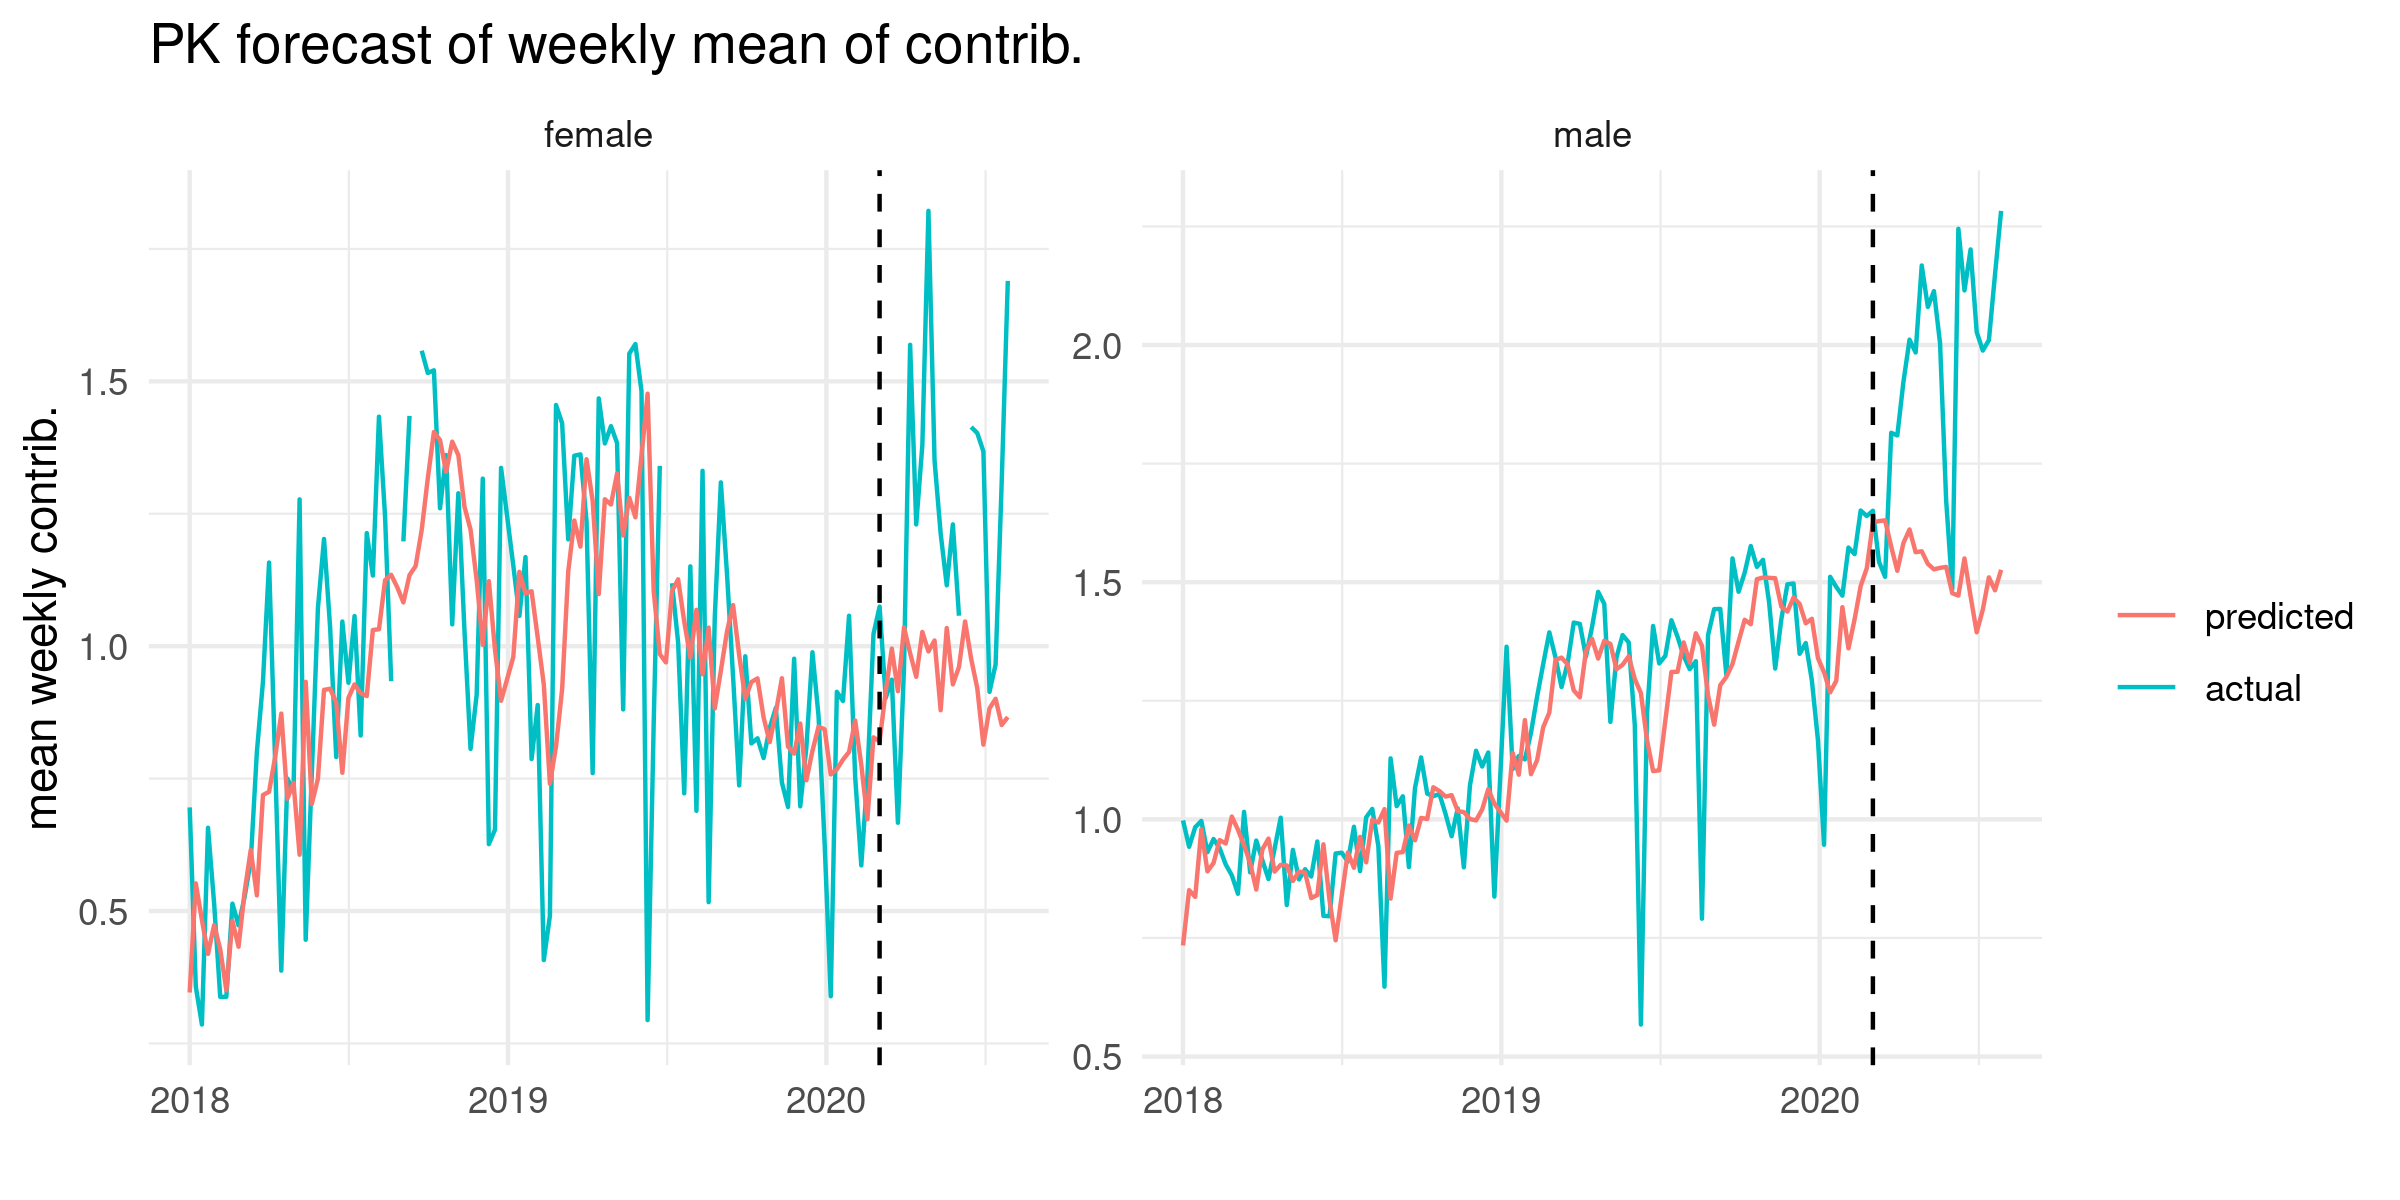 PK forecast of weekly mean of contrib.
female
male
mean weekly contrib.
1.5
1.0
0.5
2018
2019
2020
2.0
1.5
1.0
0.5
2018
2019
2020
predicted
actual